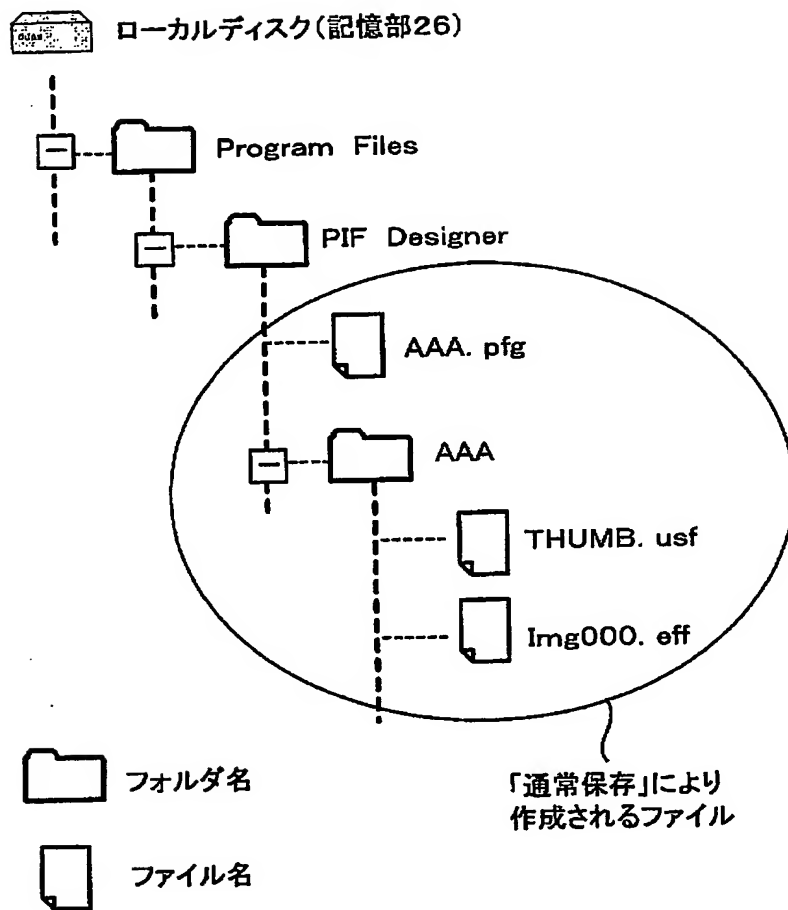 ローカルディスク(記憶部26)
Program Files
PIF Designer
AAA. pfg
AAA
THUMB. usf
Img000. eff
フォルダ名
「通常保存」により
作成されるファイル
ファイル名